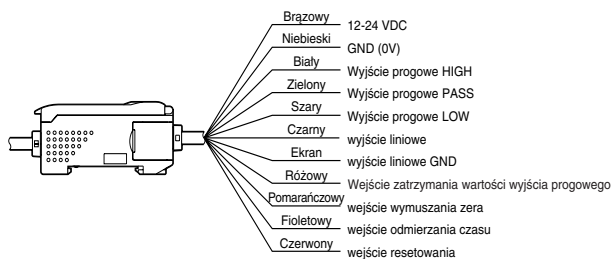 Brązowy 12-24 VDC
Niebieski GND (0V)
Biały Wyjście progowe HIGH
Zielony Wyjście progowe PASS
Szary Wyjście progowe LOW
Czarny wyjście liniowe
Ekran wyjście liniowe GND
Różowy Wejście zatrzymania wartości wyjścia progowego
Pomarańczowy wejście wymuszania zera
Fioletowy wejście odmierzania czasu
Czerwony wejście resetowania